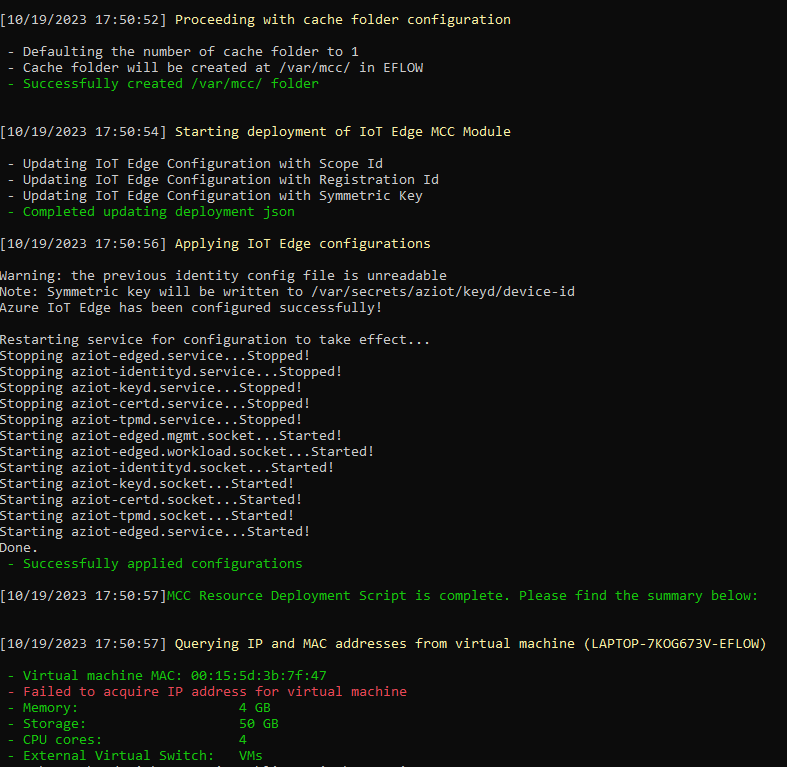 [10/19/2023 17:50:52] Proceeding with cache folder configuration
- Defaulting the number of cache folder to 1
- Cache folder will be created at /var/mcc/ in EFLOW
- Successfully created /var/mcc/ folder
[10/19/2023 17:50:54] Starting deployment of IoT Edge MCC Module
- Updating IoT Edge Configuration with Scope Id
- Updating IoT Edge Configuration with Registration Id
- Updating IoT Edge Configuration with Symmetric Key
- Completed updating deployment json
[10/19/2023 17:50:56] Applying IoT Edge configurations
Warning: the previous identity config file is unreadable
Note: Symmetric key will be written to /var/secrets/aziot/keyd/device-id
Azure IoT Edge has been configured successfully!
Restarting service for configuration to take effect...
Stopping aziot-edged.service...Stopped!
Stopping aziot-identityd.service...Stopped!
Stopping aziot-keyd.service...Stopped!
Stopping aziot-certd.service...Stopped!
Stopping aziot-tpmd.service...Stopped!
Starting aziot-edged.mgmt.socket...Started!
Starting aziot-edged.workload.socket...Started!
Starting aziot-identityd.socket...Started!
Starting aziot-keyd.socket...Started!
Starting aziot-certd.socket...Started!
Starting aziot-tpmd.socket...Started!
Starting aziot-edged.service...Started!
Done.
- Successfully applied configurations
[10/19/2023 17:50:57]MCC Resource Deployment Script is complete. Please find the summary below:
[10/19/2023 17:50:57] Querying IP and MAC addresses from virtual machine (LAPTOP-7KOG673V-EFLOW)
- Virtual machine MAC: 00:15:5d:3b:7f:47
- Failed to acquire IP address for virtual machine
- Memory: 4 GB
- Storage: 50 GB
- CPU cores: 4
- External Virtual Switch: VMs